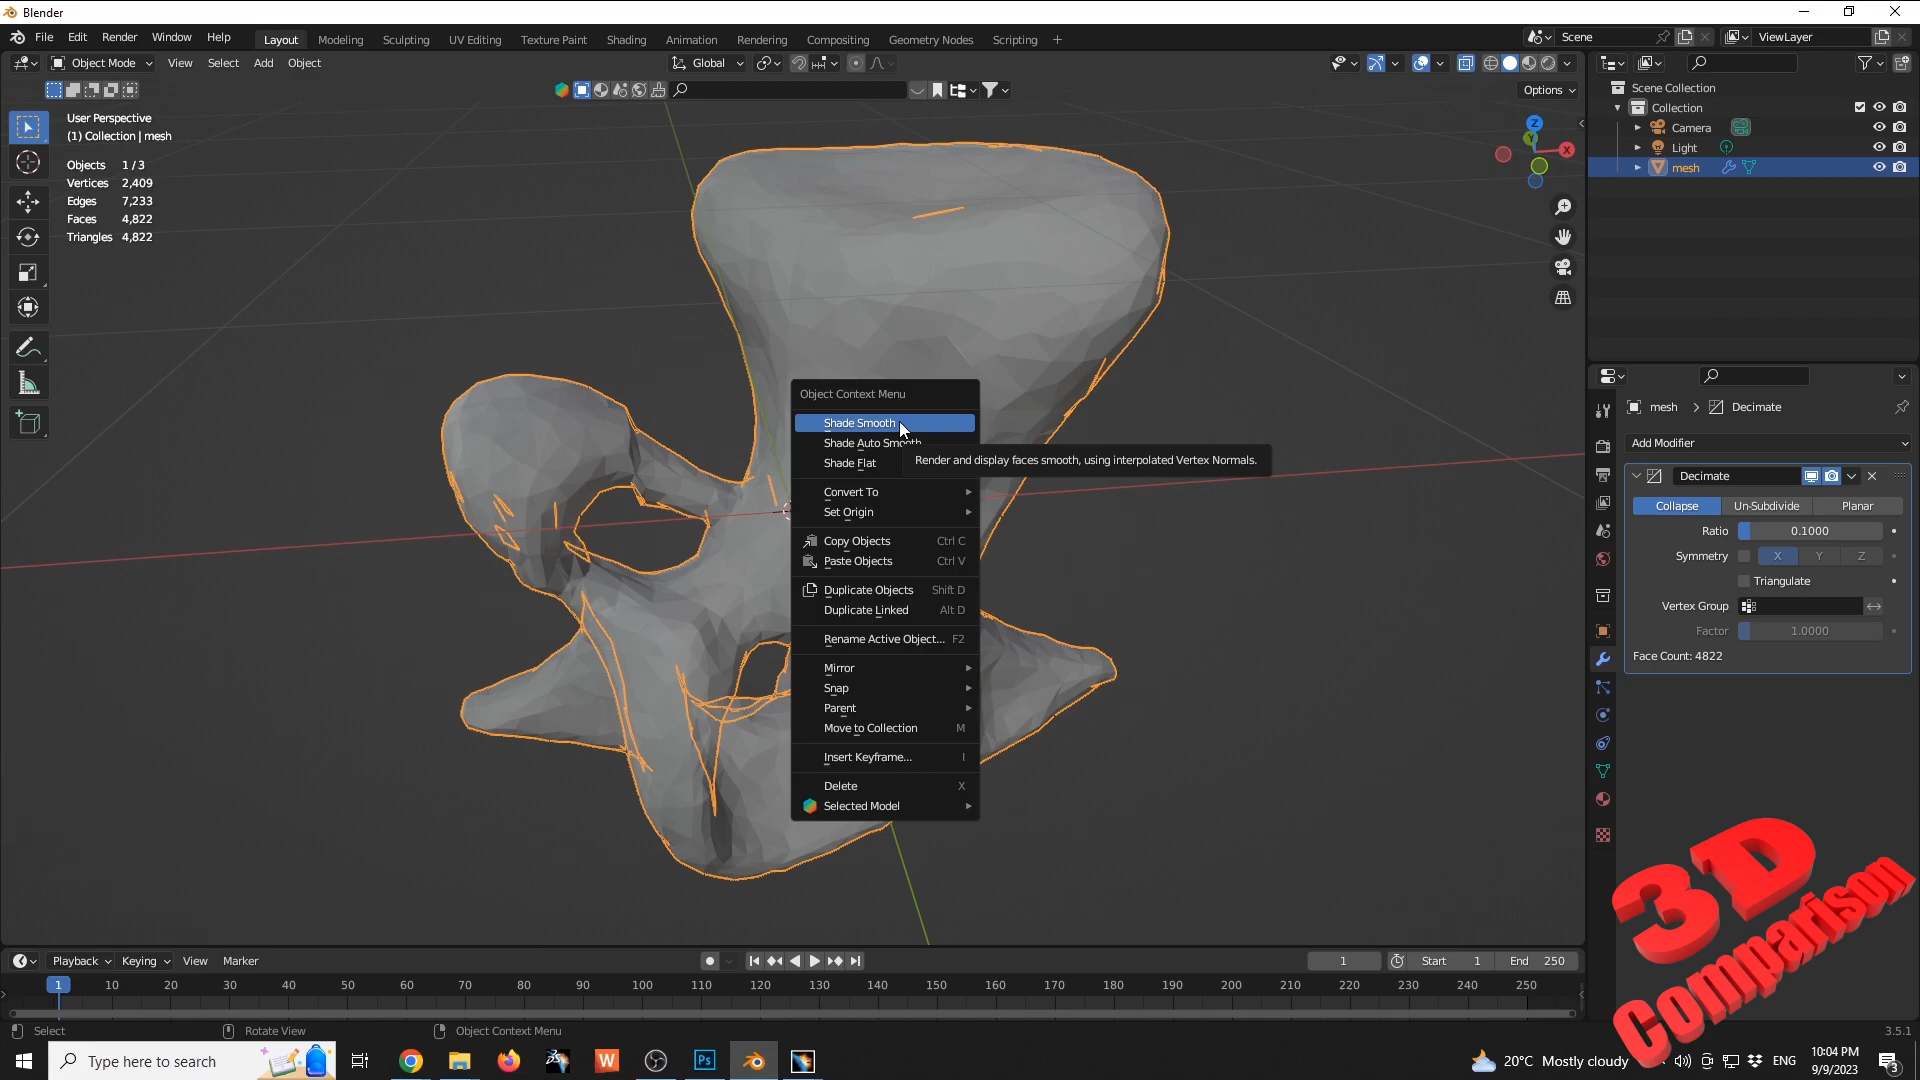 Blender
File Edit Render Window Help Layout Modeling Sculpting UV Editing Texture Paint Shading Animation Rendering Compositing Geometry Nodes Scripting + Scene ViewLayer
Object Mode View Select Add Object Global
Options
User Perspective
(1) Collection | mesh
Objects 1/3
Vertices 2,409
Edges 7,233
Faces 4,822
Triangles 4,822
Z
Y
X
Scene Collection
Collection
Camera
Light
mesh
Object Context Menu
Shade Smooth
Shade Auto Smooth
Shade Flat
Render and display faces smooth, using interpolated Vertex Normals.
Convert To
Set Origin
Copy Objects Ctrl C
Paste Objects Ctrl V
Duplicate Objects Shift D
Duplicate Linked Alt D
Rename Active Object... F2
Mirror
Snap
Parent
Move to Collection M
Insert Keyframe... I
Delete X
Selected Model
mesh > Decimate
Add Modifier
Decimate
Collapse Un-Subdivide Planar
Ratio 0.1000
Symmetry X Y Z
Triangulate
Vertex Group
Factor 1.0000
Face Count: 4822
3D
Comparison
Playback Keying View Marker 1 Start 1 End 250
1 10 20 30 40 50 60 70 80 90 100 110 120 130 140 150 160 170 180 190 200 210 220 230 240 250
Select Rotate View Object Context Menu 3.5.1
Type here to search W Ps 20°C Mostly cloudy ENG 10:04 PM
9/9/2023
3